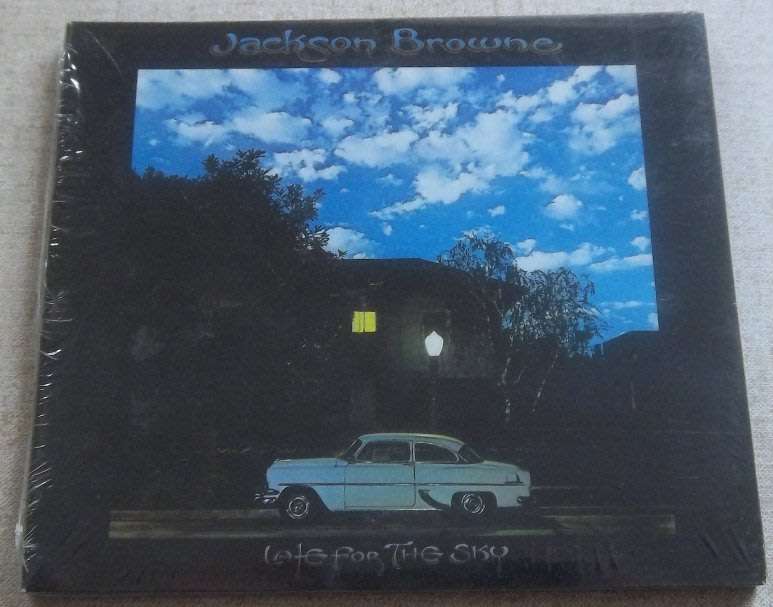 Jackson Browne
Late for The Sky